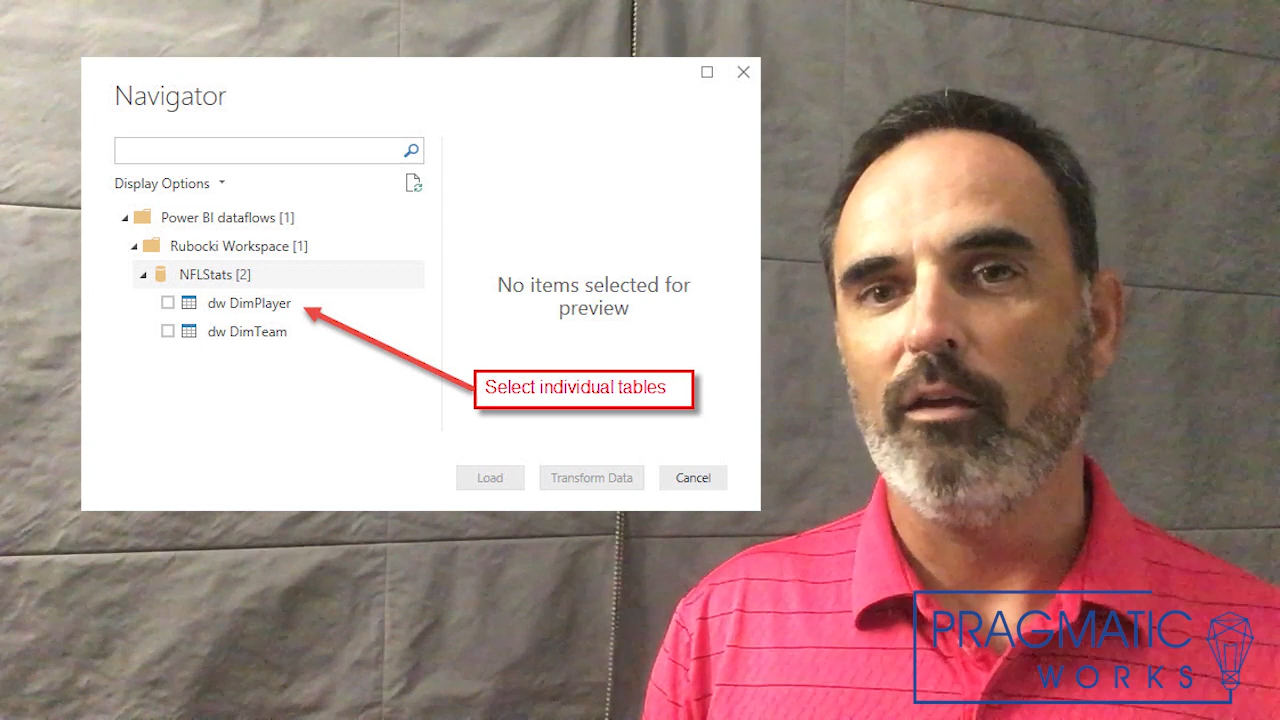 Navigator
Display Options
Power BI dataflows [1]
Rubocki Workspace [1]
NFLStats [2]
dw DimPlayer
dw DimTeam
No items selected for
preview
Select individual tables
Load
Transform Data
Cancel
PRAGMATIC
WORKS